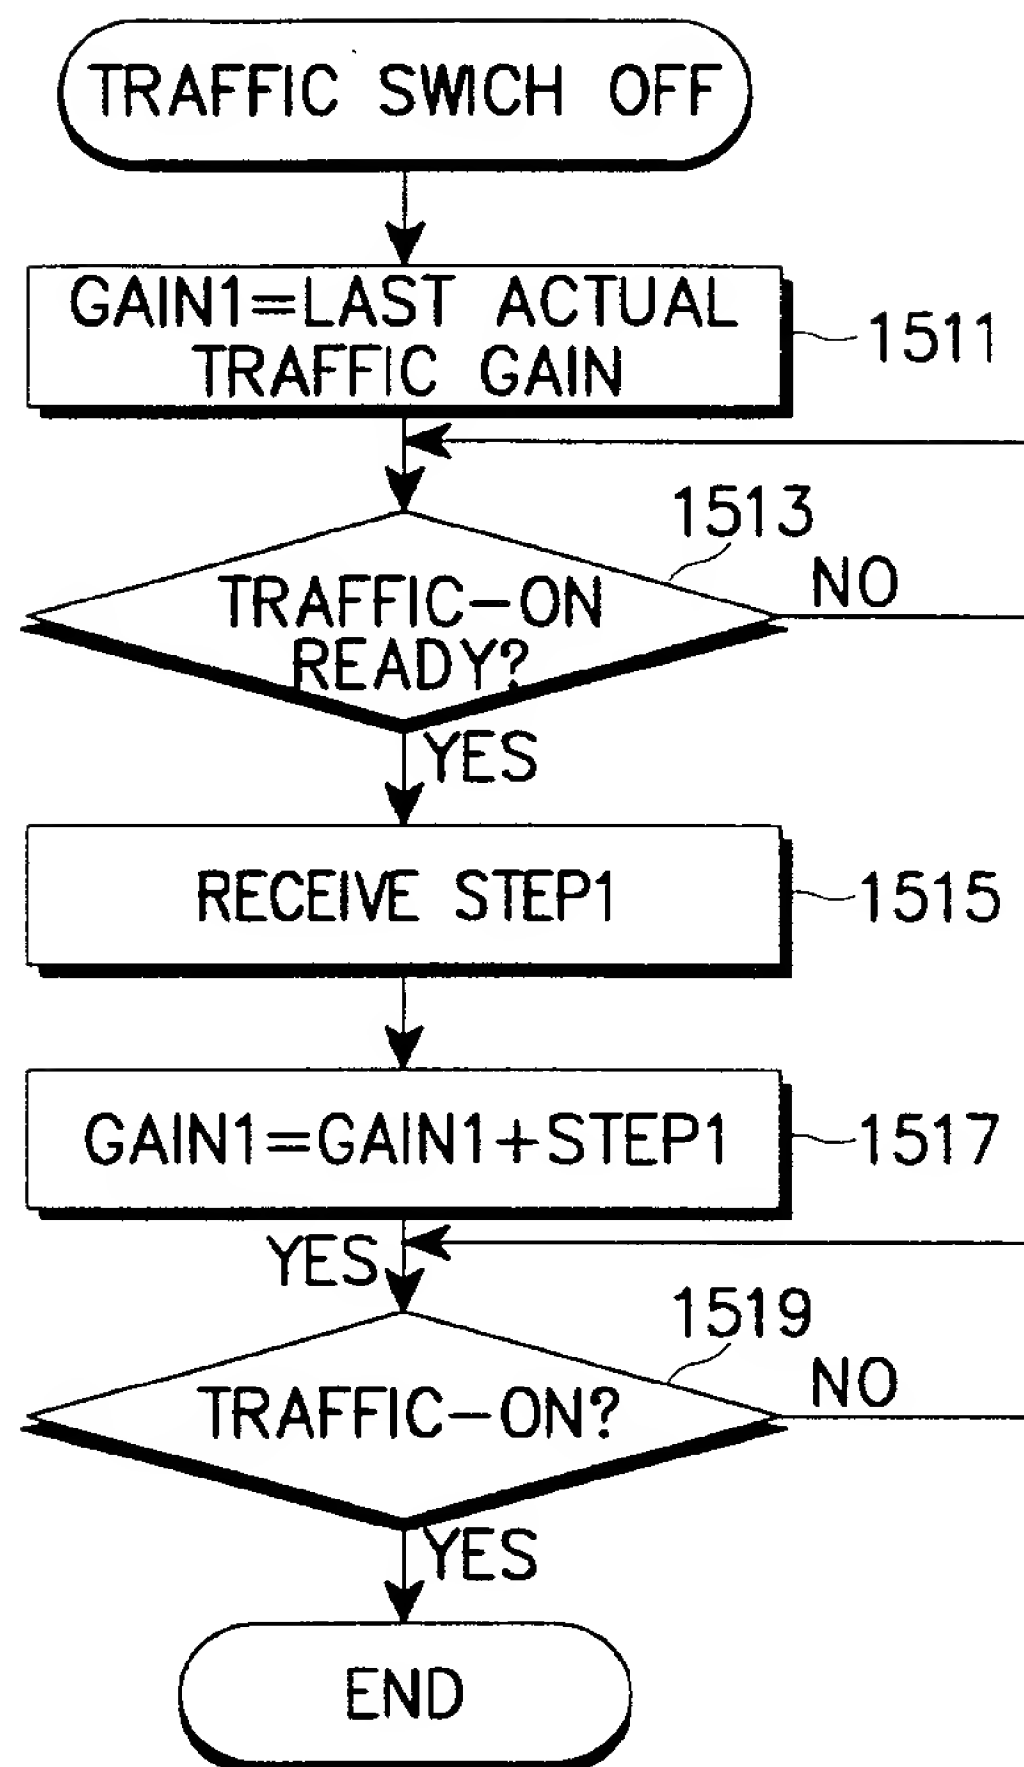 TRAFFIC SWICH OFF
GAIN1=LAST ACTUAL
TRAFFIC GAIN
1511
1513
TRAFFIC-ON
READY?
NO
YES
RECEIVE STEP1
1515
GAIN1=GAIN1+STEP1
1517
YES
1519
TRAFFIC-ON?
NO
YES
END